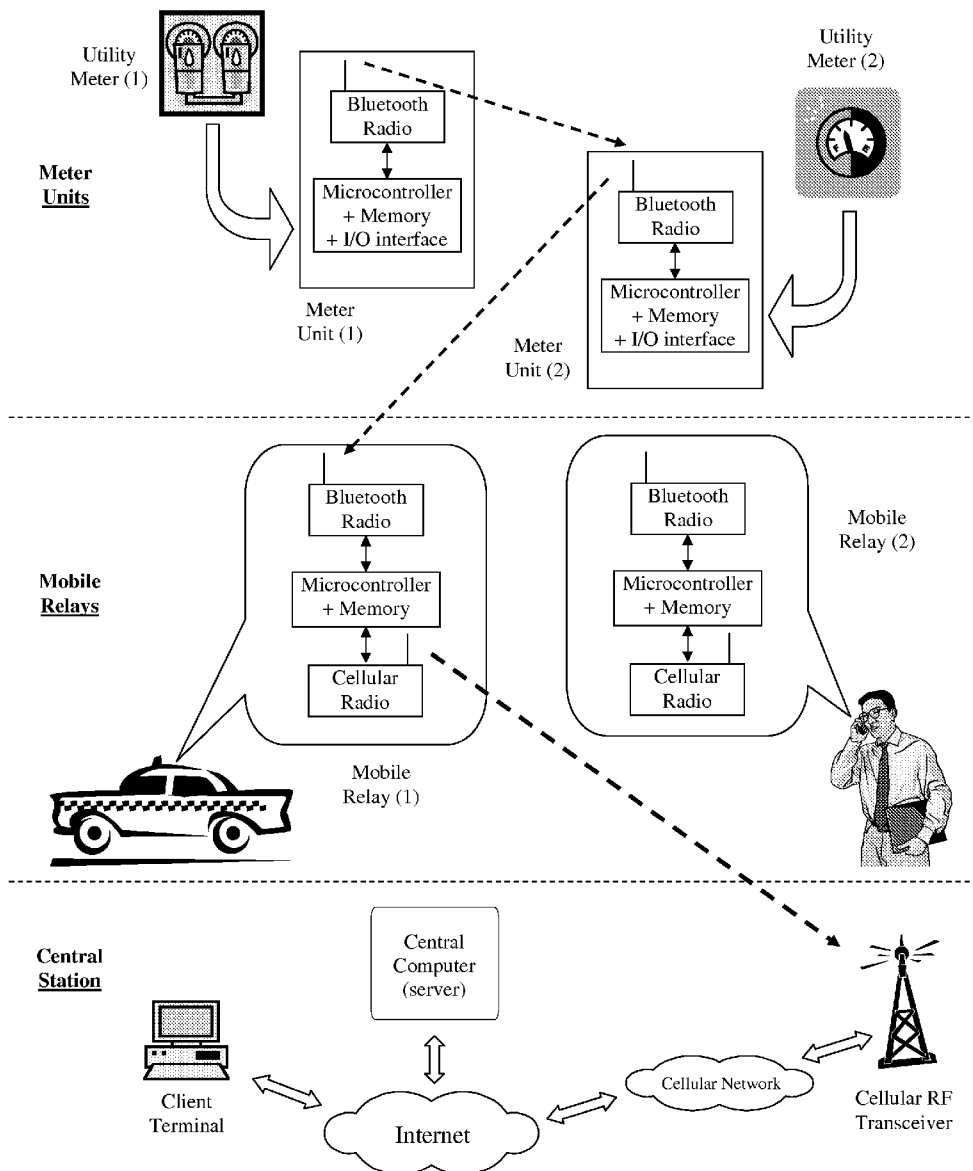 Utility
Meter (1)
Utility
Meter (2)
Meter
Units
Bluetooth
Radio
Microcontroller
+ Memory
+ I/O interface
Meter
Unit (1)
Bluetooth
Radio
Microcontroller
+ Memory
+ I/O interface
Meter
Unit (2)
Mobile
Relays
Bluetooth
Radio
Microcontroller
+ Memory
Cellular
Radio
Mobile
Relay (1)
Bluetooth
Radio
Microcontroller
+ Memory
Cellular
Radio
Mobile
Relay (2)
Central
Station
Central
Computer
(server)
Client
Terminal
Internet
Cellular Network
Cellular RF
Transceiver